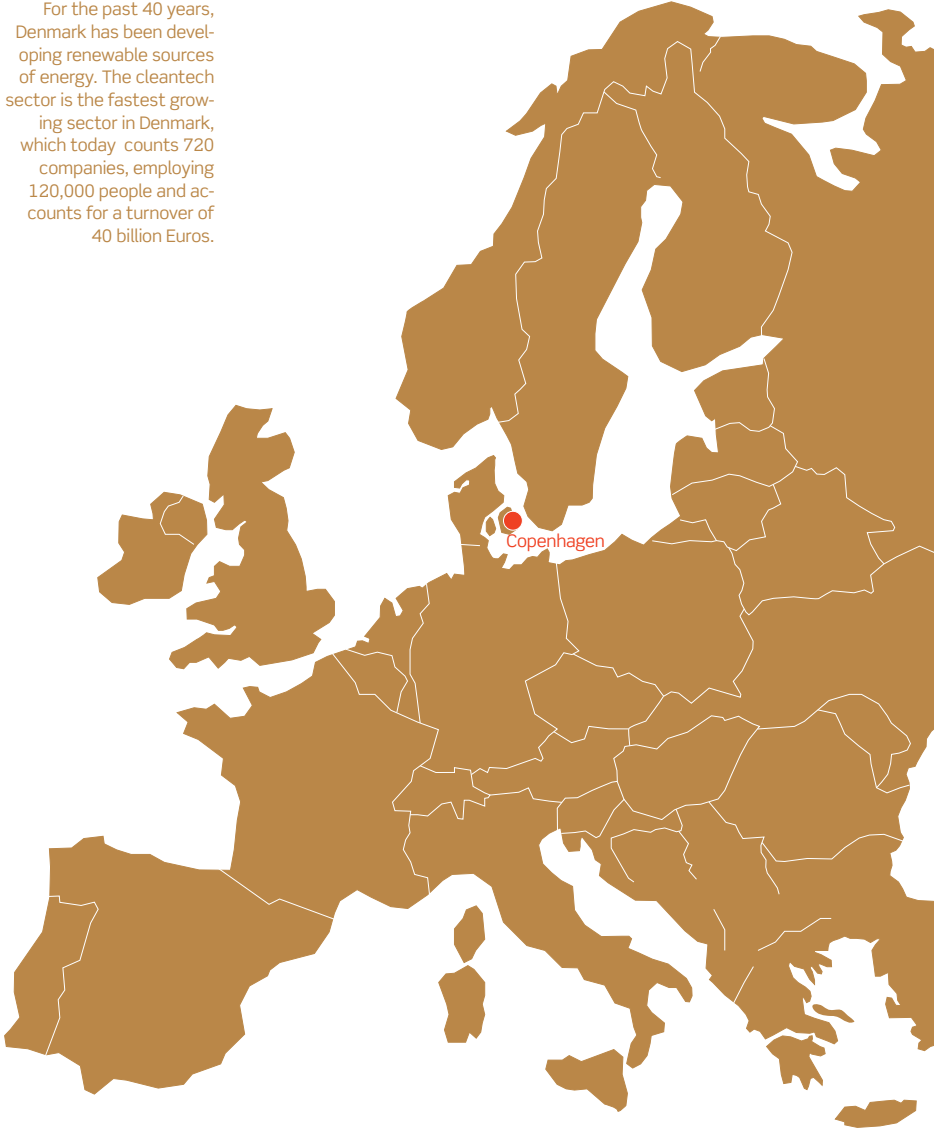 For the past 40 years,
Denmark has been devel-
oping renewable sources
of energy. The cleantech
sector is the fastest grow-
ing sector in Denmark,
which today counts 720
companies, employing
120,000 people and ac-
counts for a turnover of
40 billion Euros.
Copenhagen